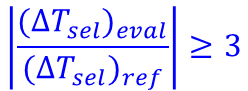 |(ΔT_sel)_eval / (ΔT_sel)_ref| ≥ 3